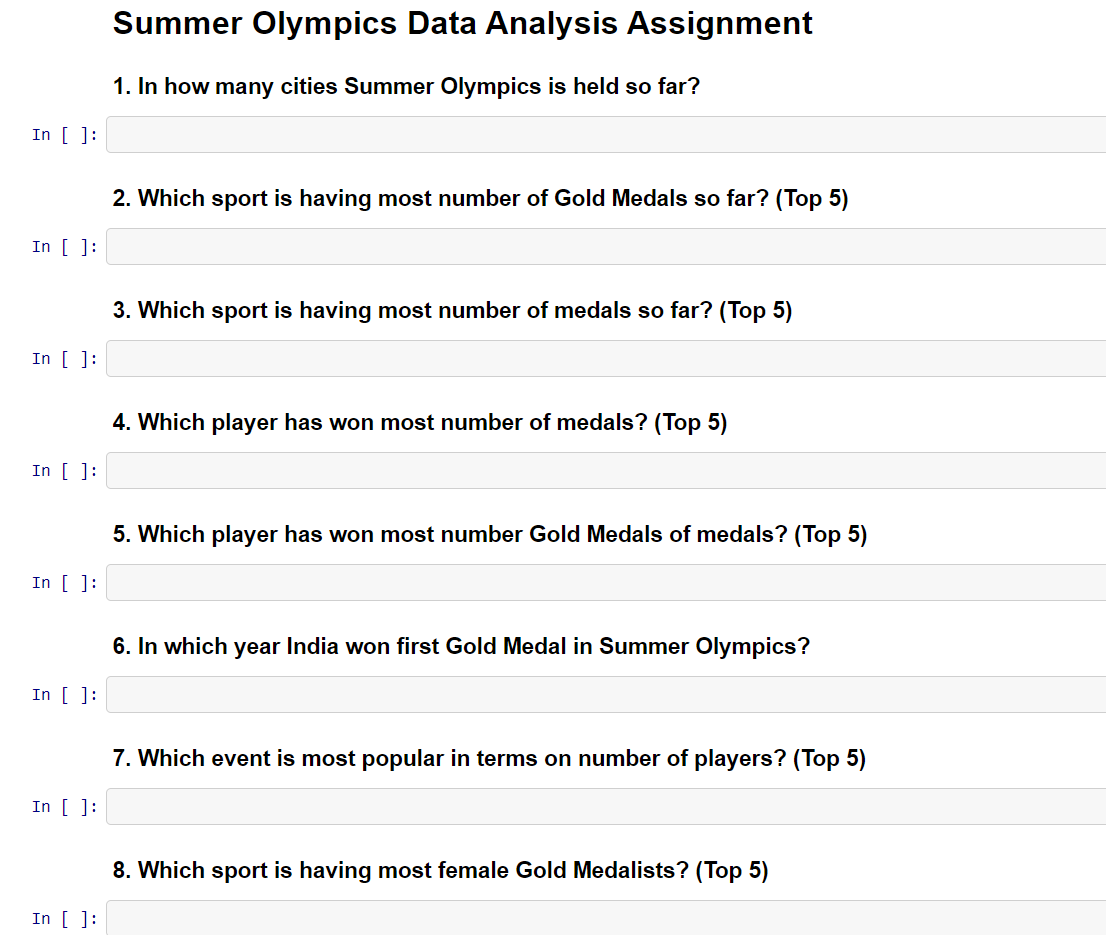 Summer Olympics Data Analysis Assignment
1. In how many cities Summer Olympics is held so far?
In [ ]:
2. Which sport is having most number of Gold Medals so far? (Top 5)
In [ ]:
3. Which sport is having most number of medals so far? (Top 5)
In [ ]:
4. Which player has won most number of medals? (Top 5)
In [ ]:
5. Which player has won most number Gold Medals of medals? (Top 5)
In [ ]:
6. In which year India won first Gold Medal in Summer Olympics?
In [ ]:
7. Which event is most popular in terms on number of players? (Top 5)
In [ ]:
8. Which sport is having most female Gold Medalists? (Top 5)
In [ ]: